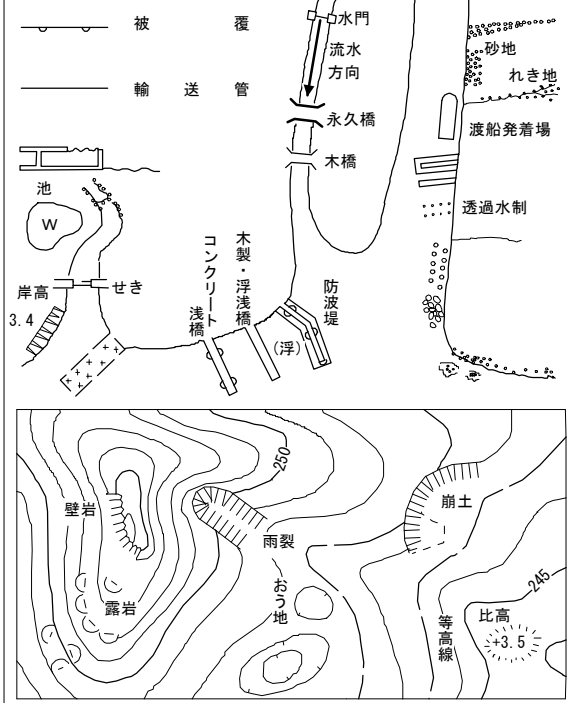 被　　　覆
輸　送　管
水門
流水
方向
永久橋
木橋
砂地
れき地
渡船発着場
透過水制
池
W
せき
岸高
3.4
コンクリート
浅橋
木製・浮浅橋
(浮)
防波堤
250
壁岩
雨裂
崩土
露岩
おう地
等高線
245
比高
+3.5